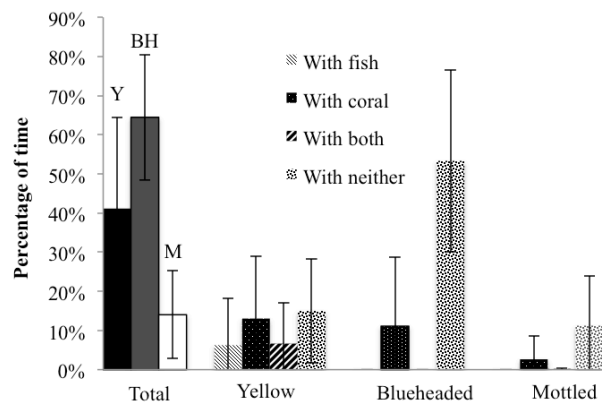 90%
80%
70%
60%
50%
40%
30%
20%
10%
0%
Percentage of time
Y
BH
M
With fish
With coral
With both
With neither
Total
Yellow
Blueheaded
Mottled